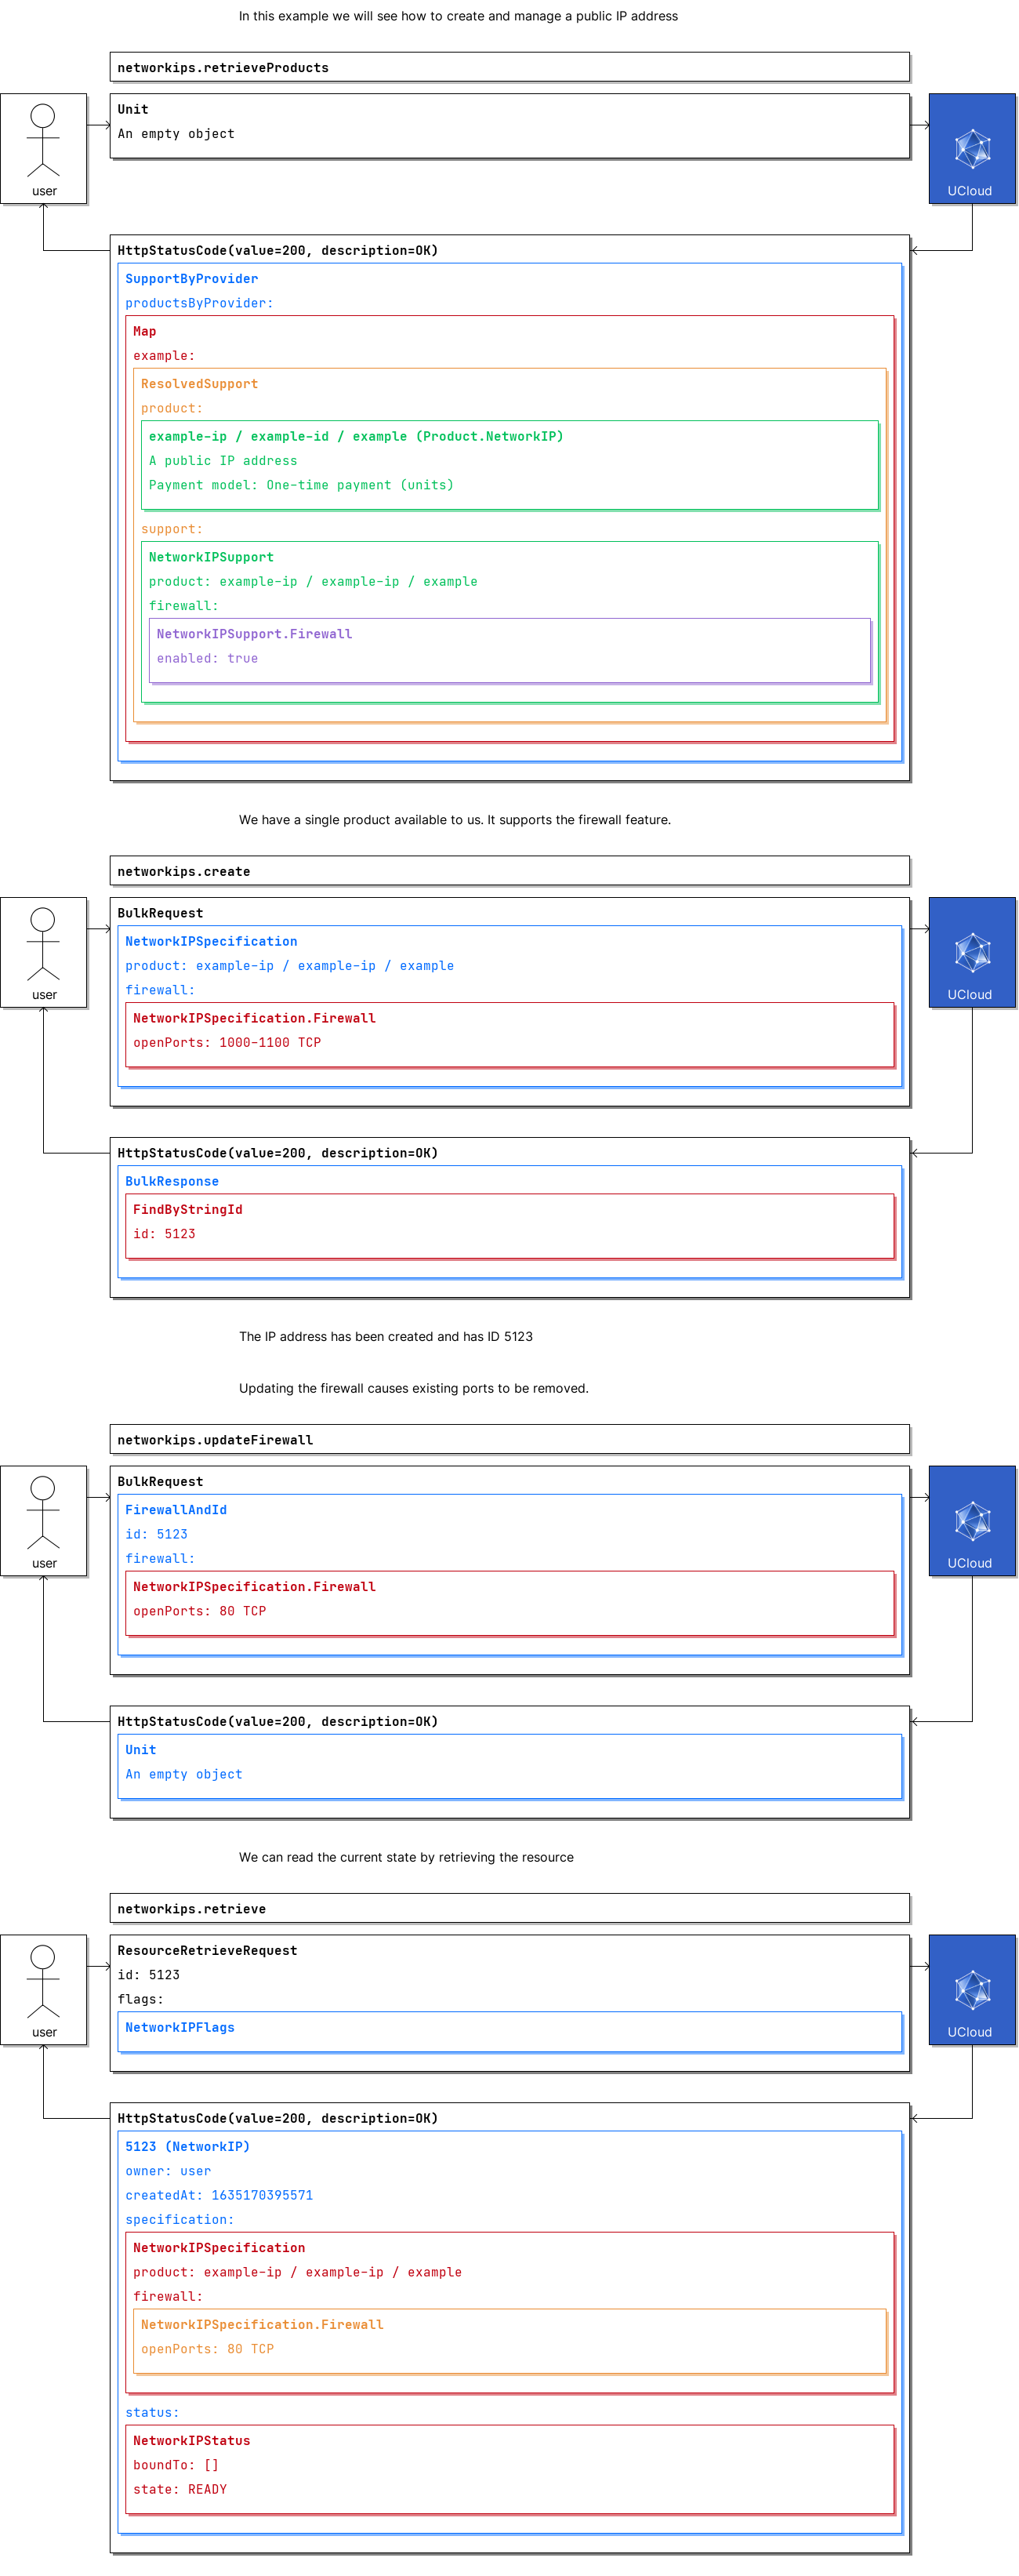 In this example we will see how to create and manage a public IP address
networkips.retrieveProducts
Unit
An empty object
user
UCloud
HttpStatusCode(value=200, description=OK)
SupportByProvider
productsByProvider:
Map
example:
ResolvedSupport
product:
example-ip / example-id / example (Product.NetworkIP)
A public IP address
Payment model: One-time payment (units)
support:
NetworkIPSupport
product: example-ip / example-ip / example
firewall:
NetworkIPSupport.Firewall
enabled: true
We have a single product available to us. It supports the firewall feature.
networkips.create
BulkRequest
NetworkIPSpecification
product: example-ip / example-ip / example
firewall:
user
UCloud
NetworkIPSpecification.Firewall
openPorts: 1000-1100 TCP
HttpStatusCode(value=200, description=OK)
BulkResponse
FindByStringId
id: 5123
The IP address has been created and has ID 5123
Updating the firewall causes existing ports to be removed.
networkips.updateFirewall
BulkRequest
FirewallAndId
id: 5123
firewall:
user
UCloud
NetworkIPSpecification.Firewall
openPorts: 80 TCP
HttpStatusCode(value=200, description=OK)
Unit
An empty object
We can read the current state by retrieving the resource
networkips.retrieve
ResourceRetrieveRequest
id: 5123
flags:
NetworkIPFlags
user
UCloud
HttpStatusCode(value=200, description=OK)
5123 (NetworkIP)
owner: user
createdAt: 1635170395571
specification:
NetworkIPSpecification
product: example-ip / example-ip / example
firewall:
NetworkIPSpecification.Firewall
openPorts: 80 TCP
status:
NetworkIPStatus
boundTo: []
state: READY